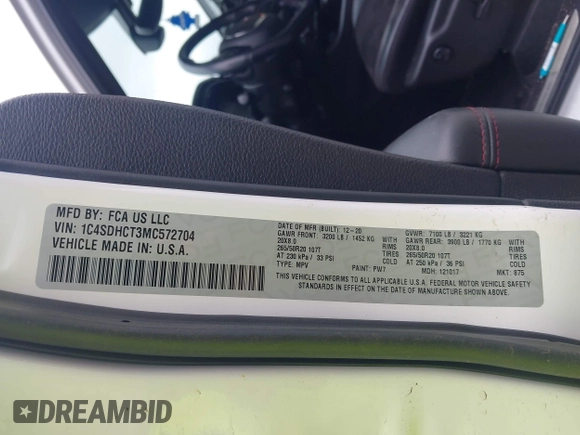 MFD BY: FCA US LLC
VIN: 1C4SDHCT3MC572704
VEHICLE MADE IN U.S.A.
DATE OF MFR (BUILT): 12-20
GVWR: 7100 LB / 3221 KG
GAWR FRONT: 3200 LB / 1452 KG
GAWR REAR: 3900 LB / 1770 KG
20X8.0
20X8.0
265/50R20 107T
TIRES
265/50R20 107T
TIRES
AT 230 kPa / 33 PSI
COLD
AT 250 kPa / 36 PSI
COLD
TYPE: MPV
PAINT: PW7
MDH: 121017
MKT: 875
THIS VEHICLE CONFORMS TO ALL APPLICABLE U.S.A. FEDERAL MOTOR VEHICLE SAFETY
STANDARDS IN EFFECT ON THE DATE OF MANUFACTURE SHOWN ABOVE.
DREAMBID